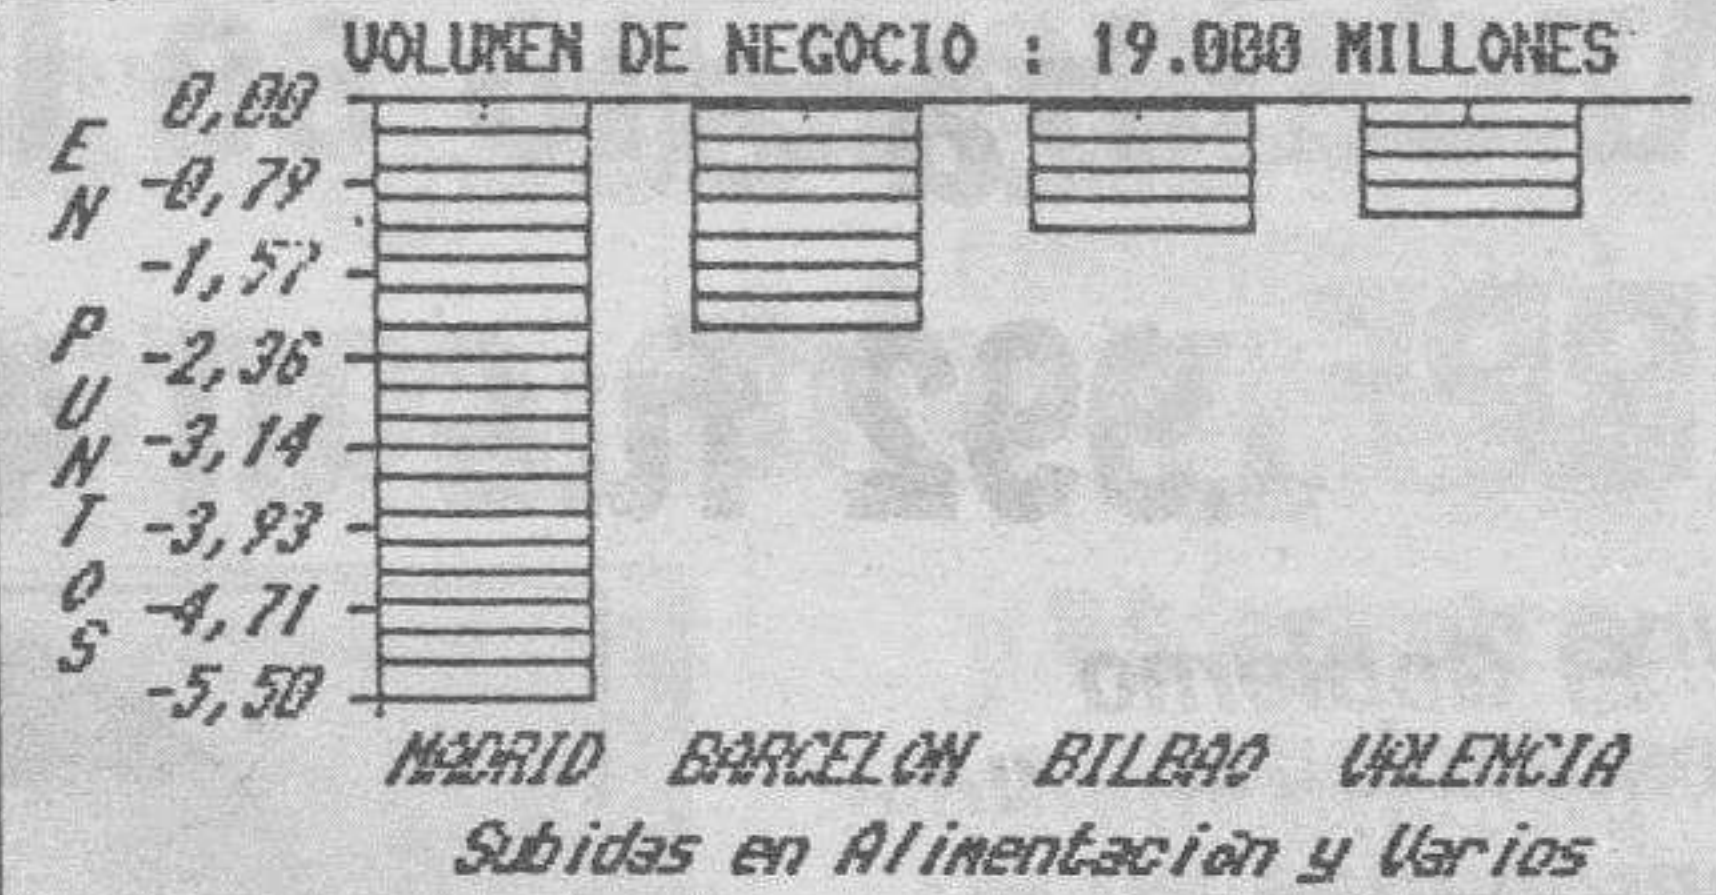 VOLUMEN DE NEGOCIO : 19.000 MILLONES
EN PUNTOS
0,00
-0,79
-1,57
-2,36
-3,14
-3,93
-4,71
-5,50
MADRID BARCELON BILBAO VALENCIA
Subidas en Alimentación y Varios